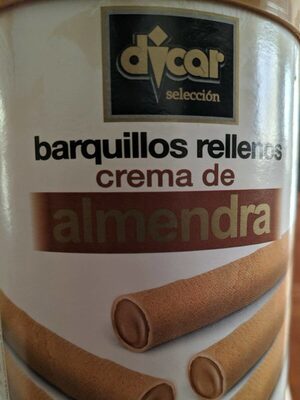 dicar
selección
barquillos rellenos
crema de
almendra